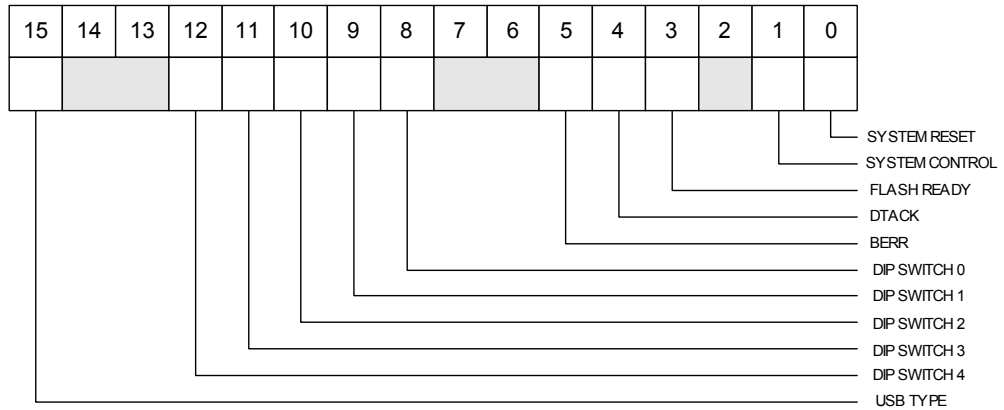 15 14 13 12 11 10 9 8 7 6 5 4 3 2 1 0
SYSTEM RESET
SYSTEM CONTROL
FLASH READY
DTACK
BERR
DIP SWITCH 0
DIP SWITCH 1
DIP SWITCH 2
DIP SWITCH 3
DIP SWITCH 4
USB TYPE